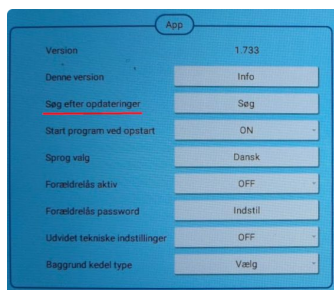 App
Version 1.733
Denne version Info
Søg efter opdateringer Søg
Start program ved opstart ON
Sprog valg Dansk
Forældrelås aktiv OFF
Forældrelås password Indstil
Udvidet tekniske indstillinger OFF
Baggrund kedel type Vælg